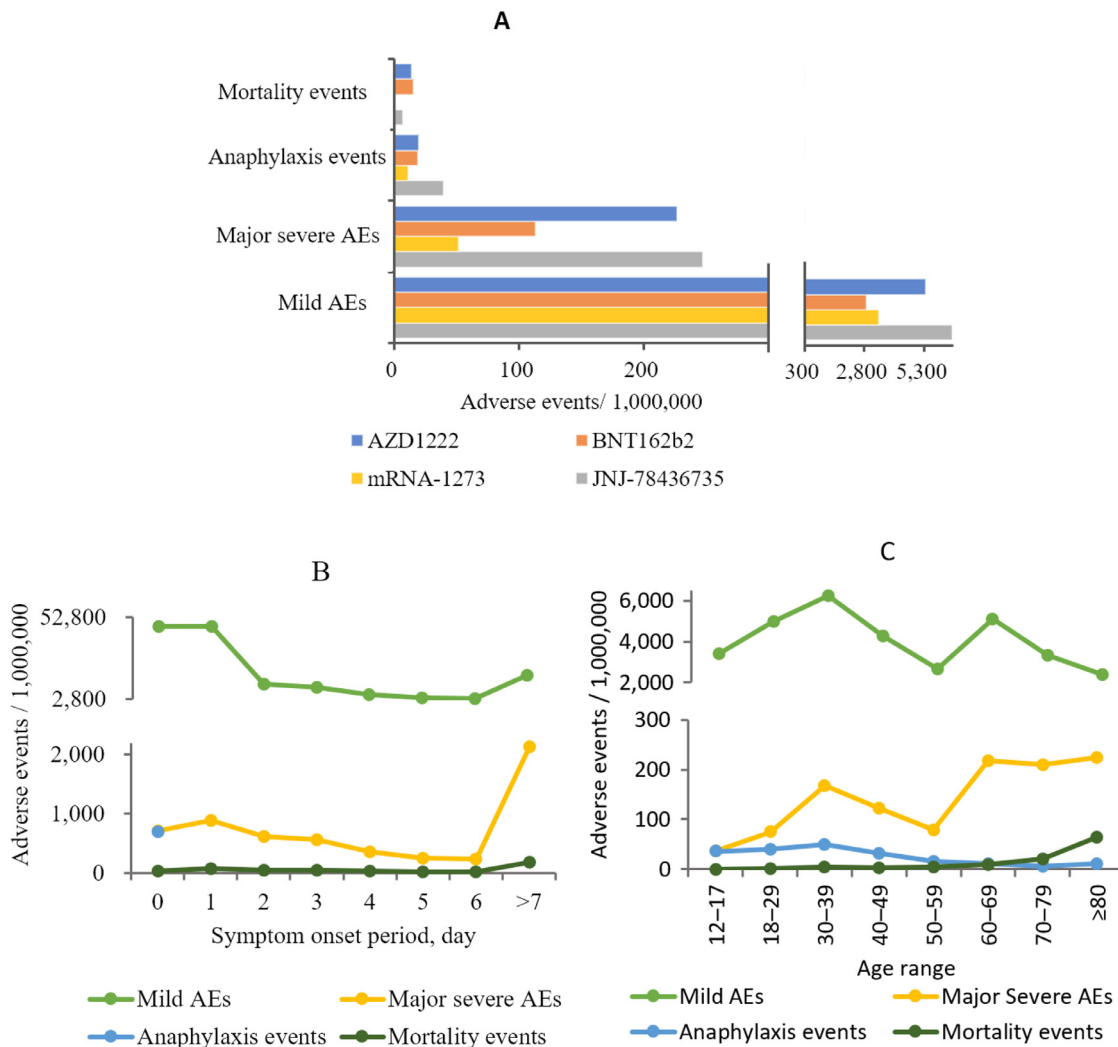 A
Mortality events
Anaphylaxis events
Major severe AEs
Mild AEs
0 100 200 300 2,800 5,300
Adverse events/ 1,000,000
AZD1222 BNT162b2
mRNA-1273 JNJ-78436735
B
Adverse events / 1,000,000
52,800
2,800
2,000
1,000
0
0 1 2 3 4 5 6 >7
Symptom onset period, day
Mild AEs Major severe AEs
Anaphylaxis events Mortality events
C
Adverse events / 1,000,000
6,000
4,000
2,000
300
200
100
0
12–17 18–29 30–39 40–49 50–59 60–69 70–79 ≥80
Age range
Mild AEs Major Severe AEs
Anaphylaxis events Mortality events